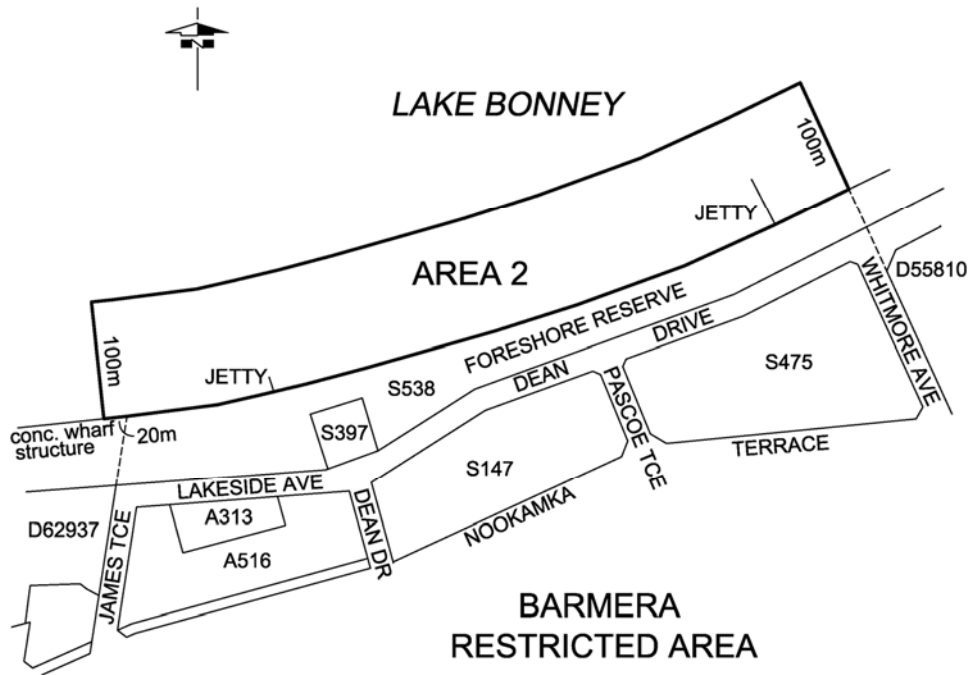 N
LAKE BONNEY
100m
JETTY
AREA 2
D55810
WHITMORE AVE
FORESHORE RESERVE
DRIVE
100m
JETTY
DEAN
S538
S475
PASCOE TCE
conc. wharf
structure
20m
S397
TERRACE
S147
LAKESIDE AVE
DEAN DR
NOOKAMKA
A313
D62937
JAMES TCE
A516
BARMERA
RESTRICTED AREA